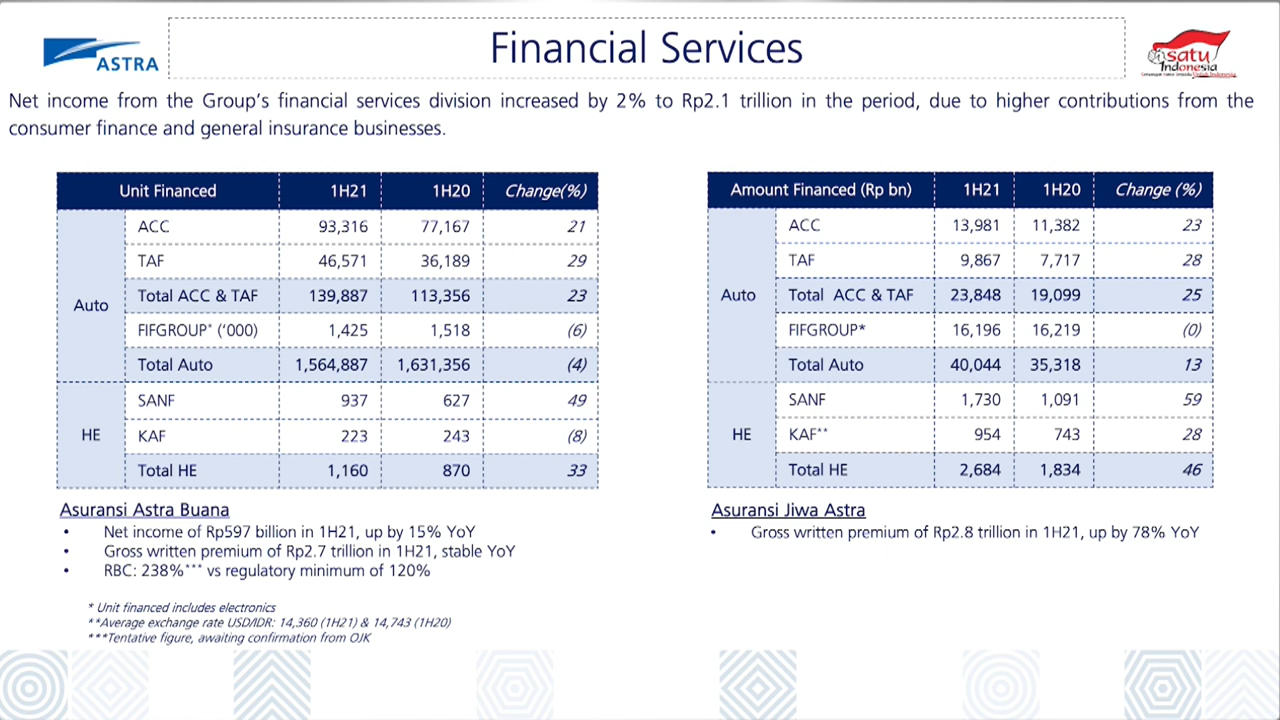 ASTRA
Financial Services
satu
Indonesia
Net income from the Group's financial services division increased by 2% to Rp2.1 trillion in the period, due to higher contributions from the
consumer finance and general insurance businesses.
Unit Financed 1H21 1H20 Change(%)
Auto
ACC 93,316 77,167 21
TAF 46,571 36,189 29
Total ACC & TAF 139,887 113,356 23
FIFGROUP* ('000) 1,425 1,518 (6)
Total Auto 1,564,887 1,631,356 (4)
HE
SANF 937 627 49
KAF 223 243 (8)
Total HE 1,160 870 33
Amount Financed (Rp bn) 1H21 1H20 Change (%)
Auto
ACC 13,981 11,382 23
TAF 9,867 7,717 28
Total ACC & TAF 23,848 19,099 25
FIFGROUP* 16,196 16,219 (0)
Total Auto 40,044 35,318 13
HE
SANF 1,730 1,091 59
KAF** 954 743 28
Total HE 2,684 1,834 46
Asuransi Astra Buana
• Net income of Rp597 billion in 1H21, up by 15% YoY
• Gross written premium of Rp2.7 trillion in 1H21, stable YoY
• RBC: 238%*** vs regulatory minimum of 120%
Asuransi Jiwa Astra
• Gross written premium of Rp2.8 trillion in 1H21, up by 78% YoY
* Unit financed includes electronics
**Average exchange rate USD/IDR: 14,360 (1H21) & 14,743 (1H20)
***Tentative figure, awaiting confirmation from OJK